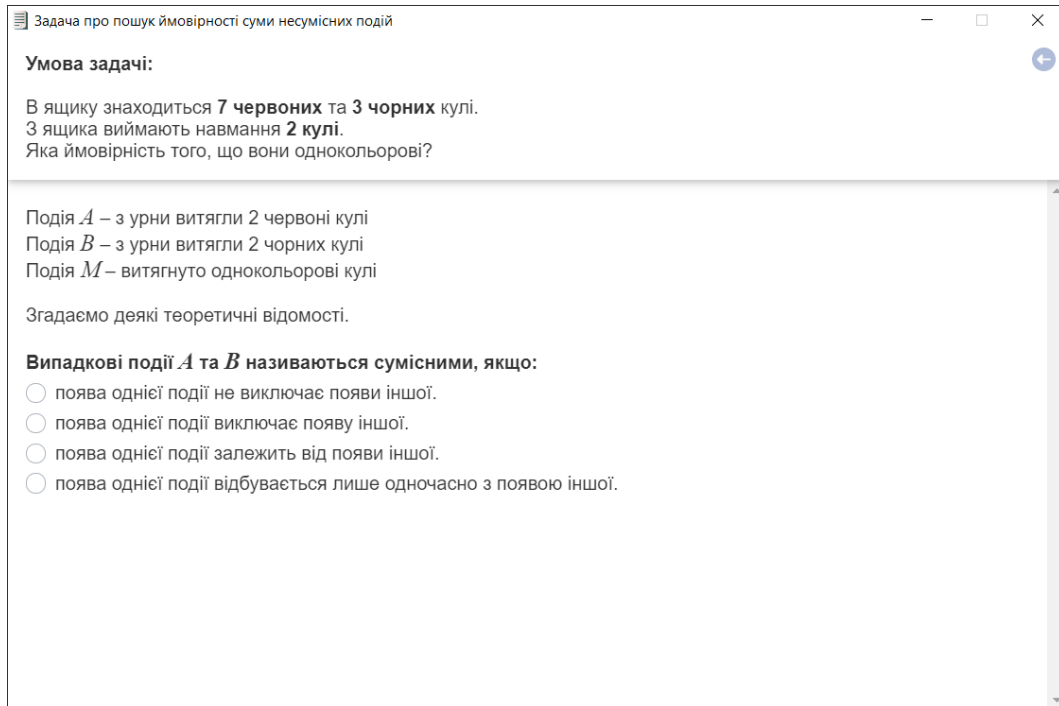 Задача про пошук ймовірності суми несумісних подій
Умова задачі:
В ящику знаходиться 7 червоних та 3 чорних кулі.
З ящика виймають навмання 2 кулі.
Яка ймовірність того, що вони однокольорові?
Подія A – з урни витягли 2 червоні кулі
Подія B – з урни витягли 2 чорних кулі
Подія M – витягнуто однокольорові кулі
Згадаємо деякі теоретичні відомості.
Випадкові події A та B називаються сумісними, якщо:
поява однієї події не виключає появи іншої.
поява однієї події виключає появу іншої.
поява однієї події залежить від появи іншої.
поява однієї події відбувається лише одночасно з появою іншої.